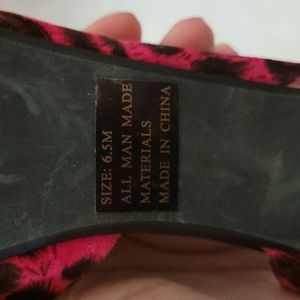 SIZE: 6.5M
ALL MAN MADE
MATERIALS
MADE IN CHINA